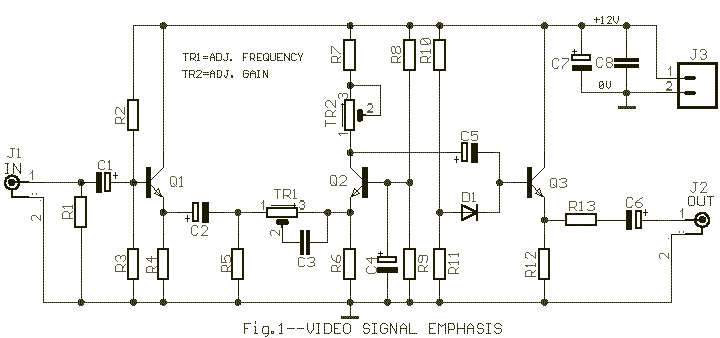 +12V
J3
R7
R8
R10
TR1=ADJ. FREQUENCY
TR2=ADJ. GAIN
C7
C8
1
2
0V
R2
TR2
3
2
1
J1
IN
1
C1
+
Q1
Q2
C5
+
Q3
J2
OUT
R1
2
+
C2
TR1
1
3
2
C3
D1
R13
C6
+
1
2
R3
R4
R5
R6
C4
+
R9
R11
R12
Fig.1--VIDEO SIGNAL EMPHASIS